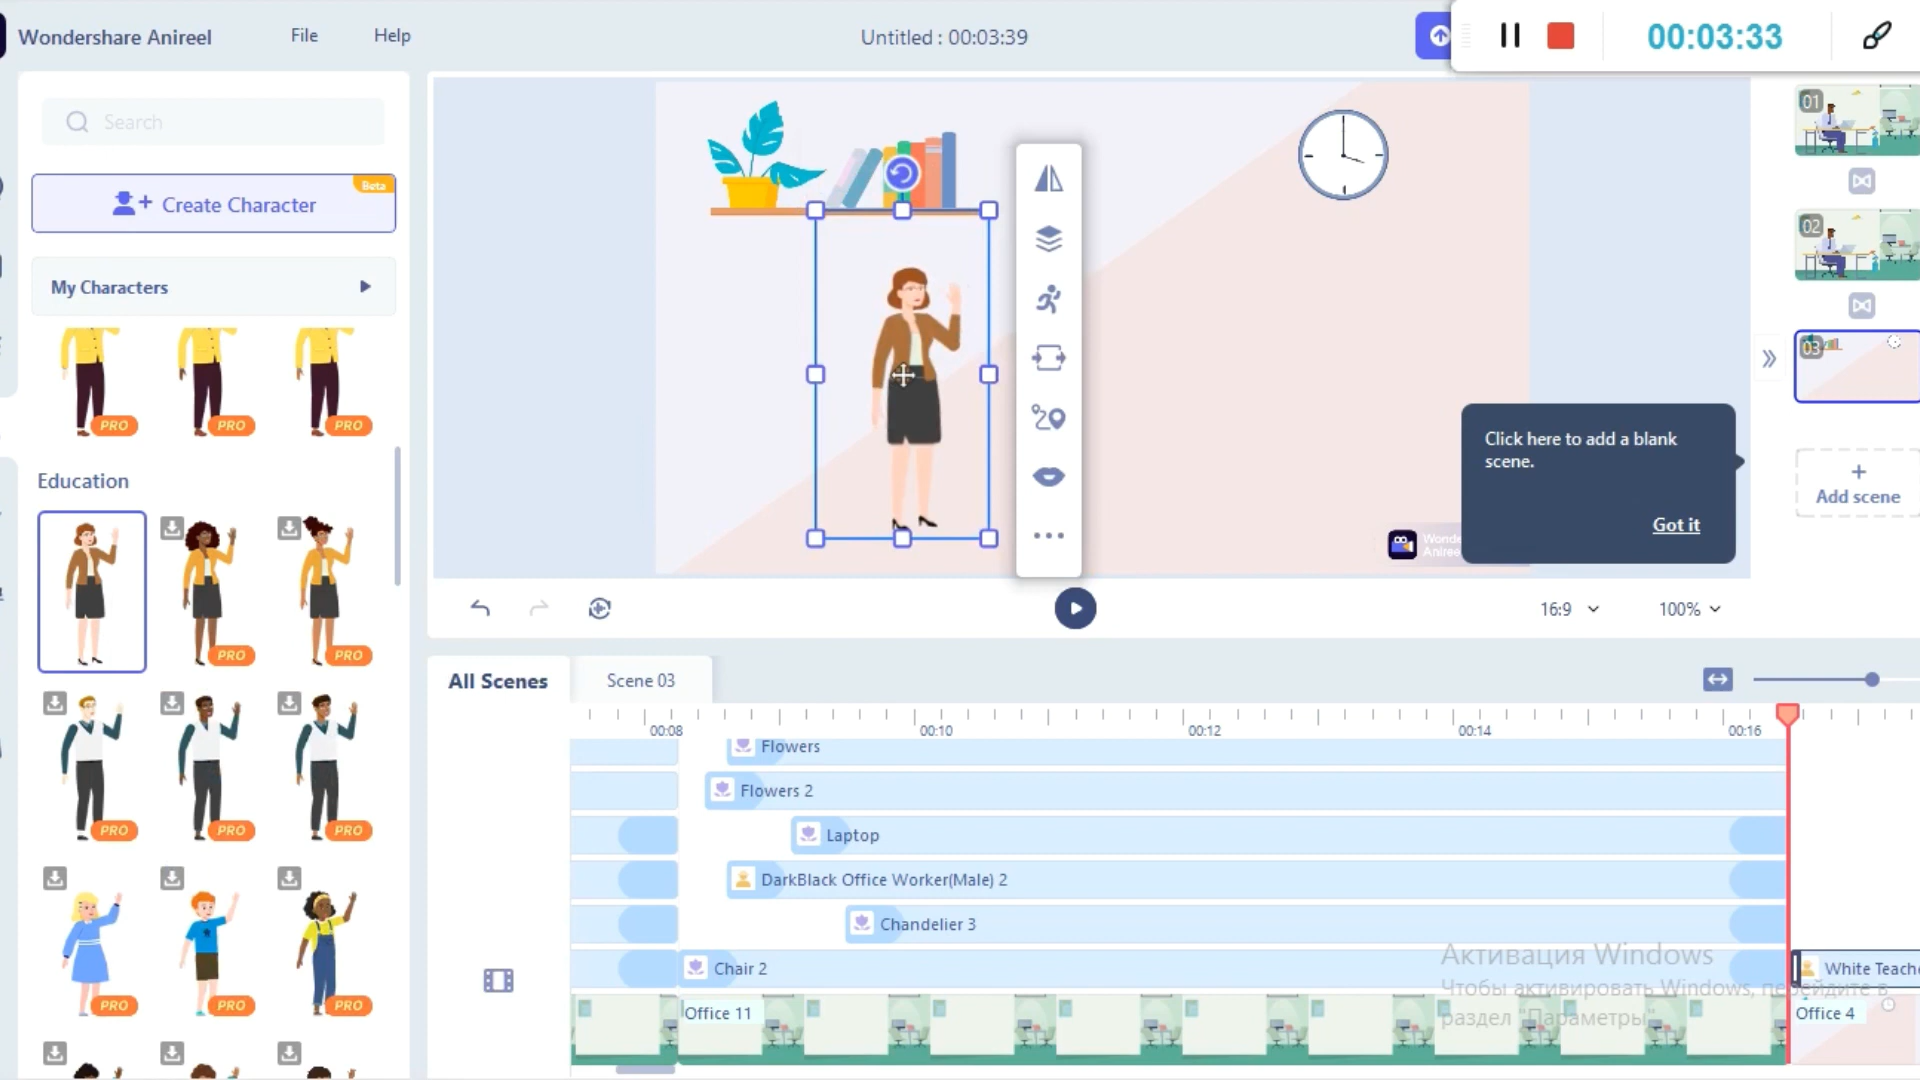 Wondershare Anireel
File
Help
Untitled : 00:03:39
00:03:33
Search
Beta
Create Character
My Characters
PRO
PRO
PRO
Education
PRO
PRO
PRO
PRO
PRO
PRO
PRO
PRO
01
02
03
Click here to add a blank
scene.
Got it
Add scene
16:9
100%
All Scenes
Scene 03
00:08
00:10
00:12
00:14
00:16
Flowers
Flowers 2
Laptop
DarkBlack Office Worker(Male) 2
Chandelier 3
Chair 2
White Teach
Office 11
Office 4
Активация Windows
Чтобы активировать Windows, перейдите в
раздел "Параметры".